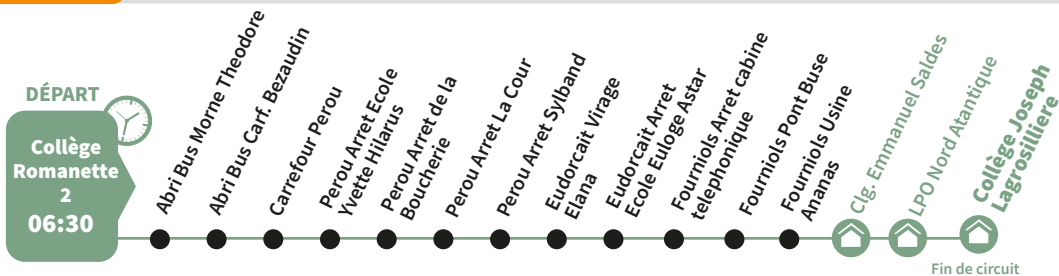 DÉPART
Collège
Romanette
2
06:30
Abri Bus Morne Theodore
Abri Bus Carf. Bezaudin
Carrefour Perou
Perou Arret Ecole
Yvette Hilarus
Perou Arret de la
Boucherie
Perou Arret La Cour
Perou Arret Sylband
Eudorcait Virage
Elana
Eudorcait Arret
Ecole Euloge Astar
Fourniols Arret cabine
telephonique
Fourniols Pont Buse
Fourniols Usine
Ananas
Clg. Emmanuel Saldes
LPO Nord Atantique
Collège Joseph
Lagrosilliere
Fin de circuit